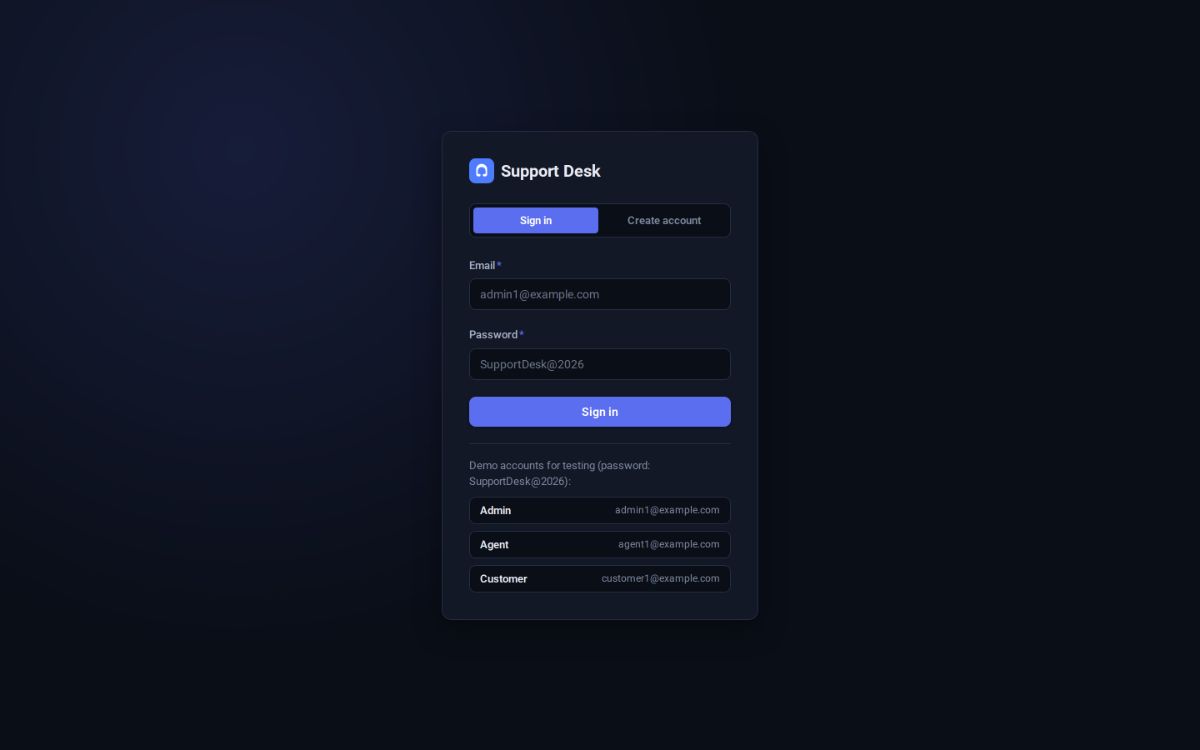 Support Desk
Sign in
Create account
Email *
admin1@example.com
Password *
SupportDesk@2026
Sign in
Demo accounts for testing (password:
SupportDesk@2026):
Admin admin1@example.com
Agent agent1@example.com
Customer customer1@example.com